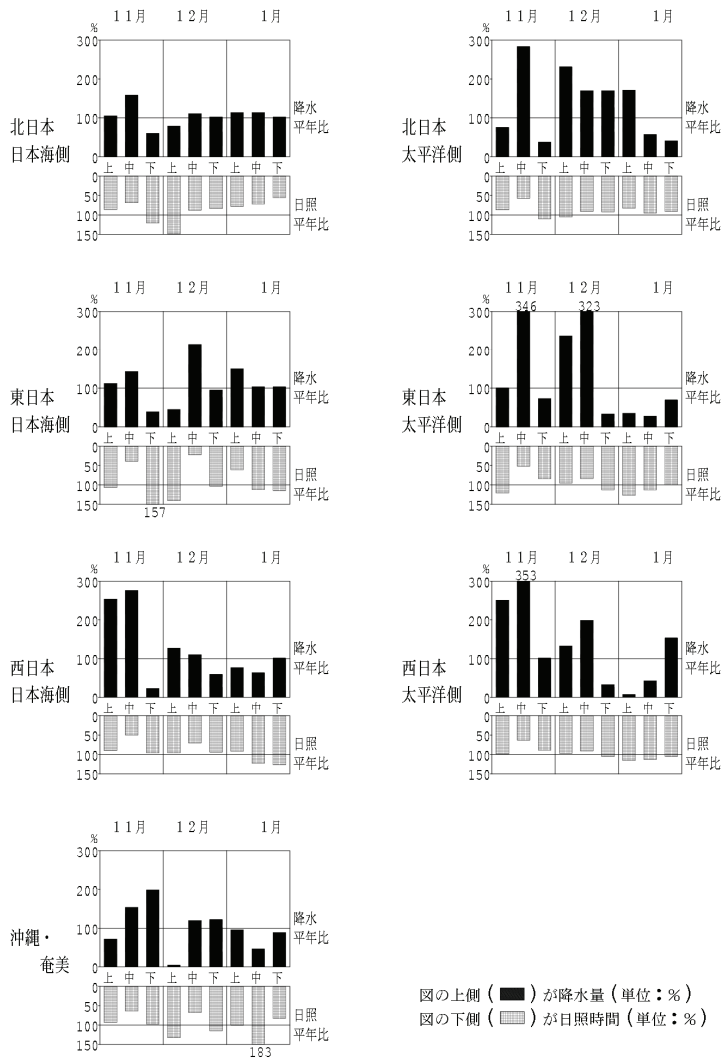 １１月 １２月 １月
%
300
200
100
0
北日本
日本海側
降水
平年比
上 中 下 上 中 下 上 中 下
50
100
150
日照
平年比
１１月 １２月 １月
%
300
200
100
0
北日本
太平洋側
降水
平年比
上 中 下 上 中 下 上 中 下
50
100
150
日照
平年比
１１月 １２月 １月
%
300
200
100
0
東日本
日本海側
降水
平年比
上 中 下 上 中 下 上 中 下
50
100
150
157
日照
平年比
１１月 １２月 １月
%
346 323
300
200
100
0
東日本
太平洋側
降水
平年比
上 中 下 上 中 下 上 中 下
50
100
150
日照
平年比
１１月 １２月 １月
%
300
200
100
0
西日本
日本海側
降水
平年比
上 中 下 上 中 下 上 中 下
50
100
150
日照
平年比
１１月 １２月 １月
%
353
300
200
100
0
西日本
太平洋側
降水
平年比
上 中 下 上 中 下 上 中 下
50
100
150
日照
平年比
１１月 １２月 １月
%
300
200
100
0
沖縄・
奄美
降水
平年比
上 中 下 上 中 下 上 中 下
50
100
150
183
日照
平年比
図の上側（ ）が降水量（単位：％）
図の下側（ ）が日照時間（単位：％）